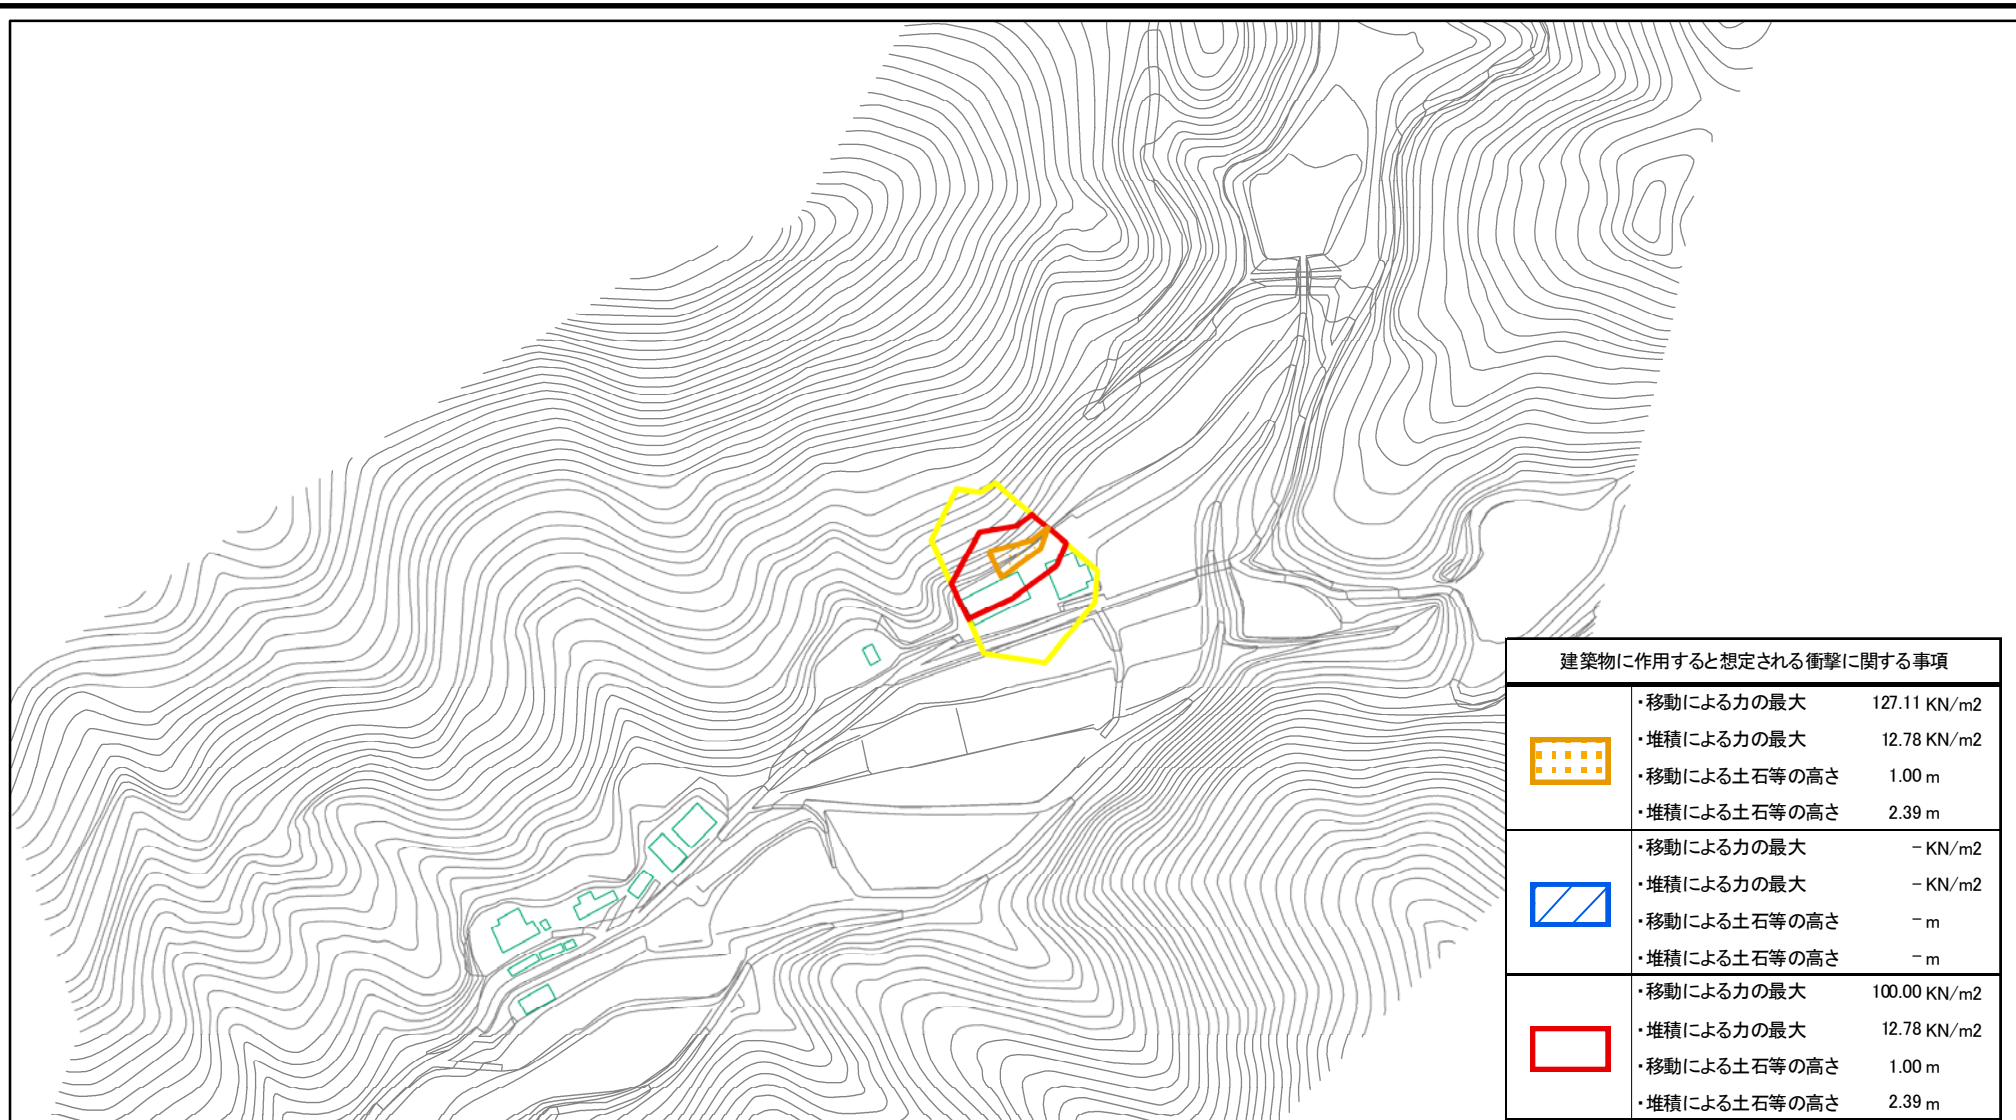 建築物に作用すると想定される衝撃に関する事項
・移動による力の最大 127.11 KN/m2
・堆積による力の最大 12.78 KN/m2
・移動による土石等の高さ 1.00 m
・堆積による土石等の高さ 2.39 m
・移動による力の最大 - KN/m2
・堆積による力の最大 - KN/m2
・移動による土石等の高さ - m
・堆積による土石等の高さ - m
・移動による力の最大 100.00 KN/m2
・堆積による力の最大 12.78 KN/m2
・移動による土石等の高さ 1.00 m
・堆積による土石等の高さ 2.39 m